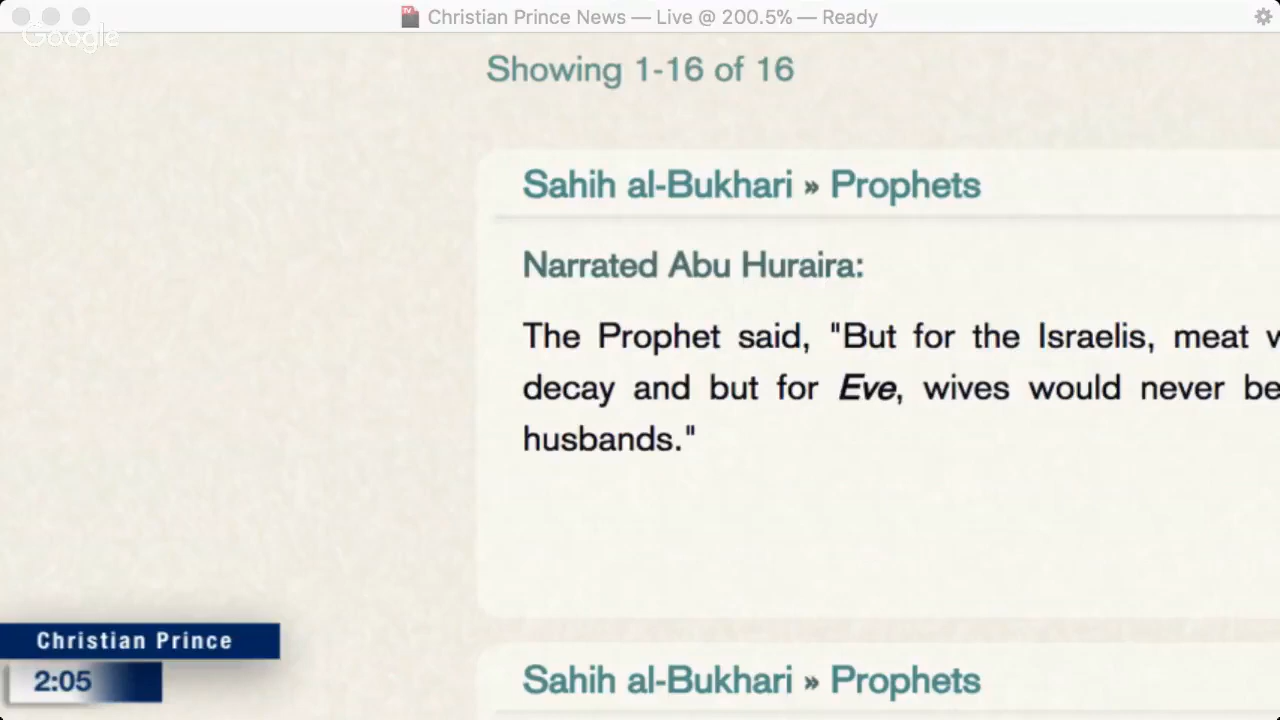 Christian Prince News — Live @ 200.5% — Ready
Google
Showing 1-16 of 16
Sahih al-Bukhari » Prophets
Narrated Abu Huraira:
The Prophet said, "But for the Israelis, meat
decay and but for Eve, wives would never
husbands."
Christian Prince
2:05
Sahih al-Bukhari » Prophets